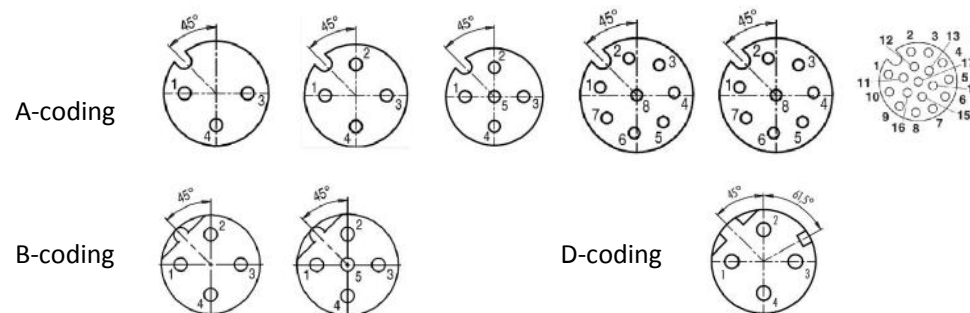 45° 45° 45° 45° 45°
2 2 2 2 2 3 13
12 4
1 3 1 3 1 5 3 1 3 1 3 1 17
7 8 4 7 8 4 11 5
4 4 4 6 5 6 5 10 6
9 16 8 7 15
A-coding
45° 45° 45° 61,5°
2 2 2
B-coding D-coding
1 3 1 5 3 1 3
4 4 4